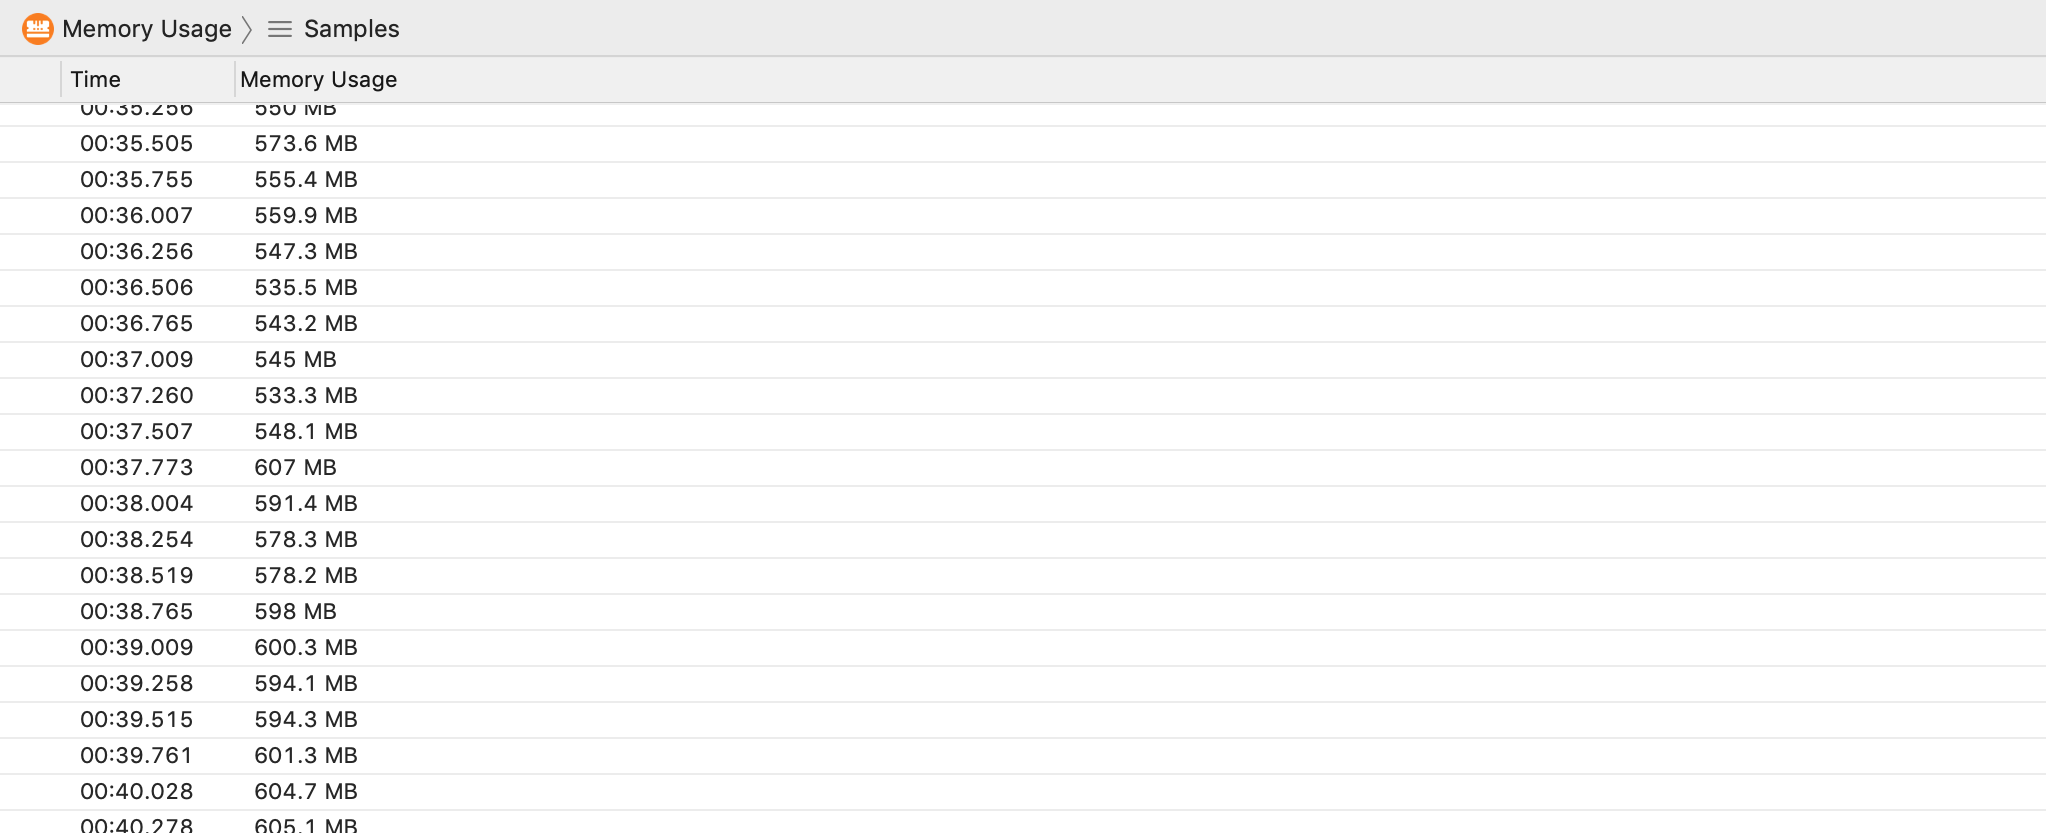 Memory Usage Samples
Time Memory Usage
00:35.256 550 MB
00:35.505 573.6 MB
00:35.755 555.4 MB
00:36.007 559.9 MB
00:36.256 547.3 MB
00:36.506 535.5 MB
00:36.765 543.2 MB
00:37.009 545 MB
00:37.260 533.3 MB
00:37.507 548.1 MB
00:37.773 607 MB
00:38.004 591.4 MB
00:38.254 578.3 MB
00:38.519 578.2 MB
00:38.765 598 MB
00:39.009 600.3 MB
00:39.258 594.1 MB
00:39.515 594.3 MB
00:39.761 601.3 MB
00:40.028 604.7 MB
00:40.278 605.1 MB